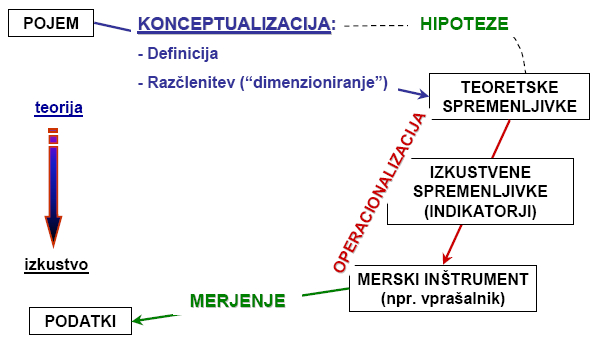 POJEM
KONCEPTUALIZACIJA:
HIPOTEZE
- Definicija
- Razčlenitev (“dimenzioniranje”)
TEORETSKE
SPREMENLJIVKE
teorija
OPERACIONALIZACIJA
IZKUSTVENE
SPREMENLJIVKE
(INDIKATORJI)
izkustvo
MERSKI INŠTRUMENT
(npr. vprašalnik)
MERJENJE
PODATKI